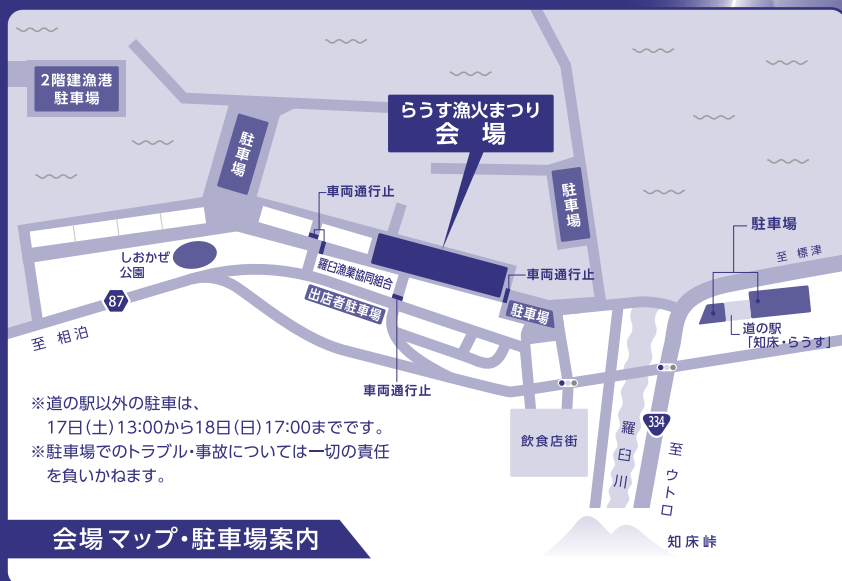 2階建漁港
駐車場
らうす漁火まつり
会 場
駐車場
車両通行止
駐車場
駐車場
至 標津
しおかぜ
公園
羅臼漁業協同組合
車両通行止
出店者駐車場
駐車場
87
至 相泊
道の駅
「知床・らうす」
車両通行止
※道の駅以外の駐車は、
17日(土)13:00から18日(日)17:00までです。
※駐車場でのトラブル・事故については一切の責任
を負いかねます。
飲食店街
羅臼川
334
至 ウトロ
知床峠
会場 マップ・駐車場案内